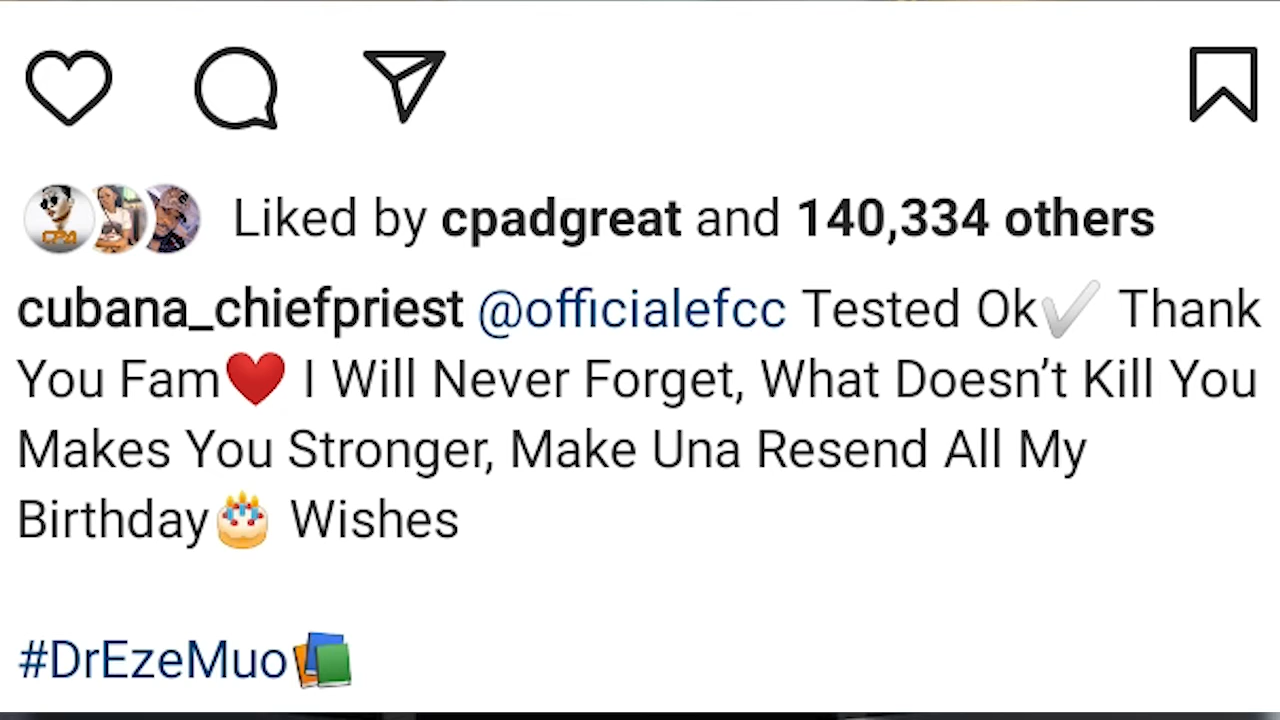 CPA
Liked by cpadgreat and 140,334 others
cubana_chiefpriest @officialefcc Tested Ok✔️ Thank
You Fam❤️ I Will Never Forget, What Doesn’t Kill You
Makes You Stronger, Make Una Resend All My
Birthday🎂 Wishes
#DrEzeMuo📚